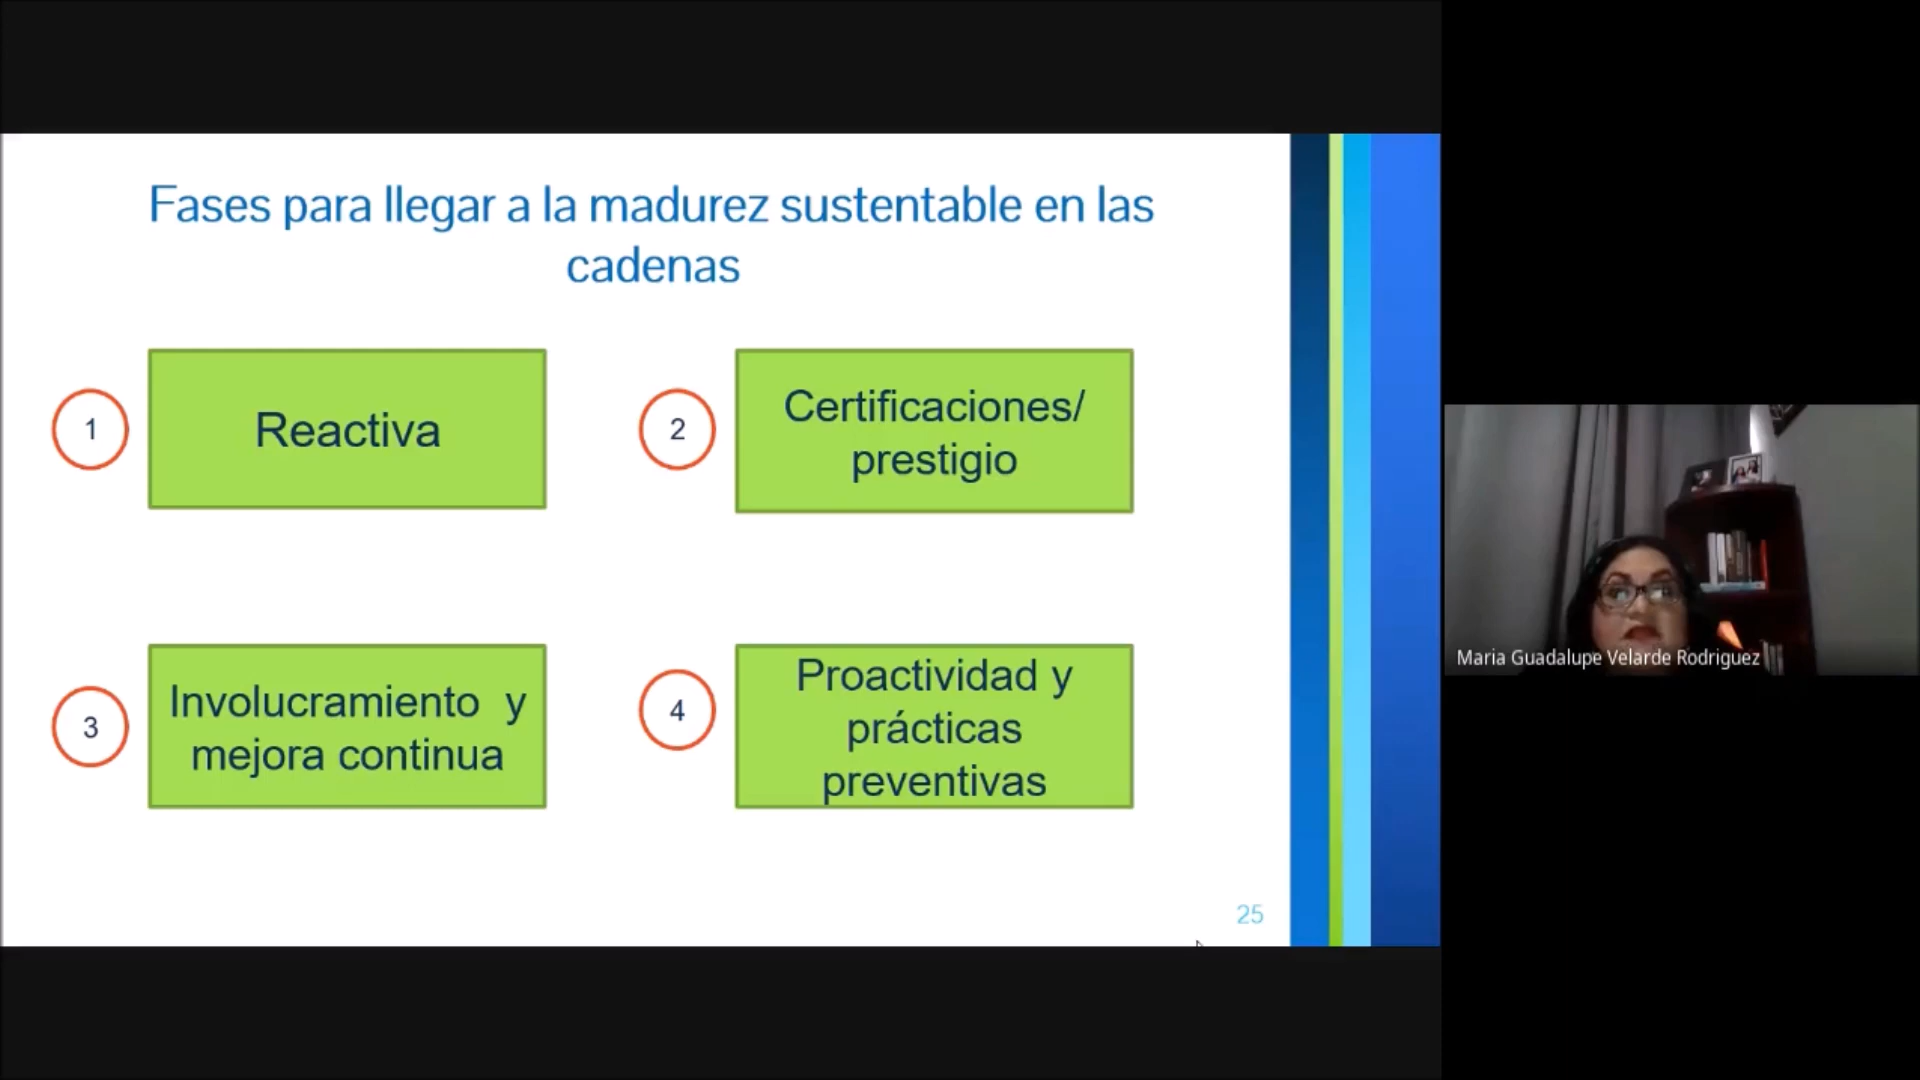 Fases para llegar a la madurez sustentable en las
cadenas
1
Reactiva
2
Certificaciones/
prestigio
3
Involucramiento y
mejora continua
4
Proactividad y
prácticas
preventivas
25
Maria Guadalupe Velarde Rodriguez